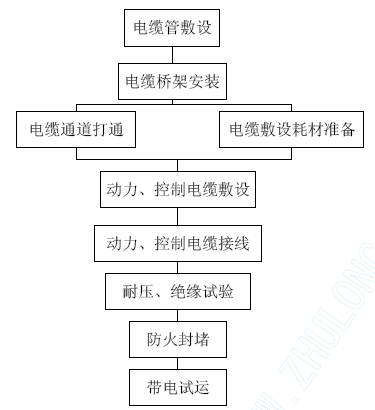 电缆管敷设
电缆桥架安装
电缆通道打通
电缆敷设耗材准备
动力、控制电缆敷设
动力、控制电缆接线
耐压、绝缘试验
防火封堵
带电试运
W.ZHULONG